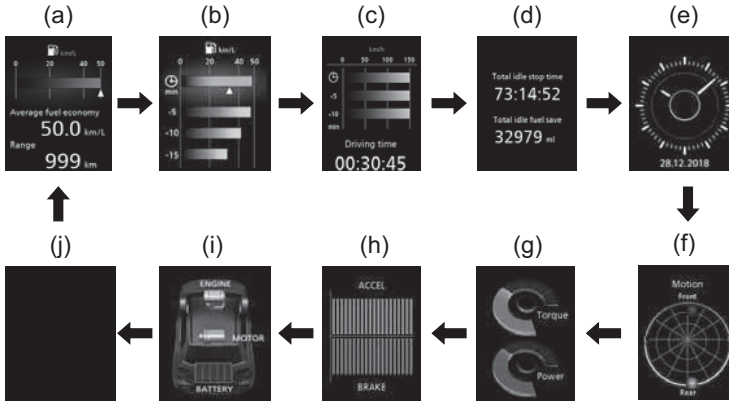 (a)
km/L
0 20 40 50
Average fuel economy
50.0 km/L
Range
999 km
(b)
km/L
0 20 40 50
min
-5
-10
-15
(c)
km/h
0 50 100 150
-5
-10
min
Driving time
00:30:45
(d)
Total idle stop time
73:14:52
Total idle fuel save
32979 ml
(e)
28.12.2018
(j)
(i)
ENGINE
MOTOR
BATTERY
(h)
ACCEL
BRAKE
(g)
Torque
Power
(f)
Motion
Front
Rear